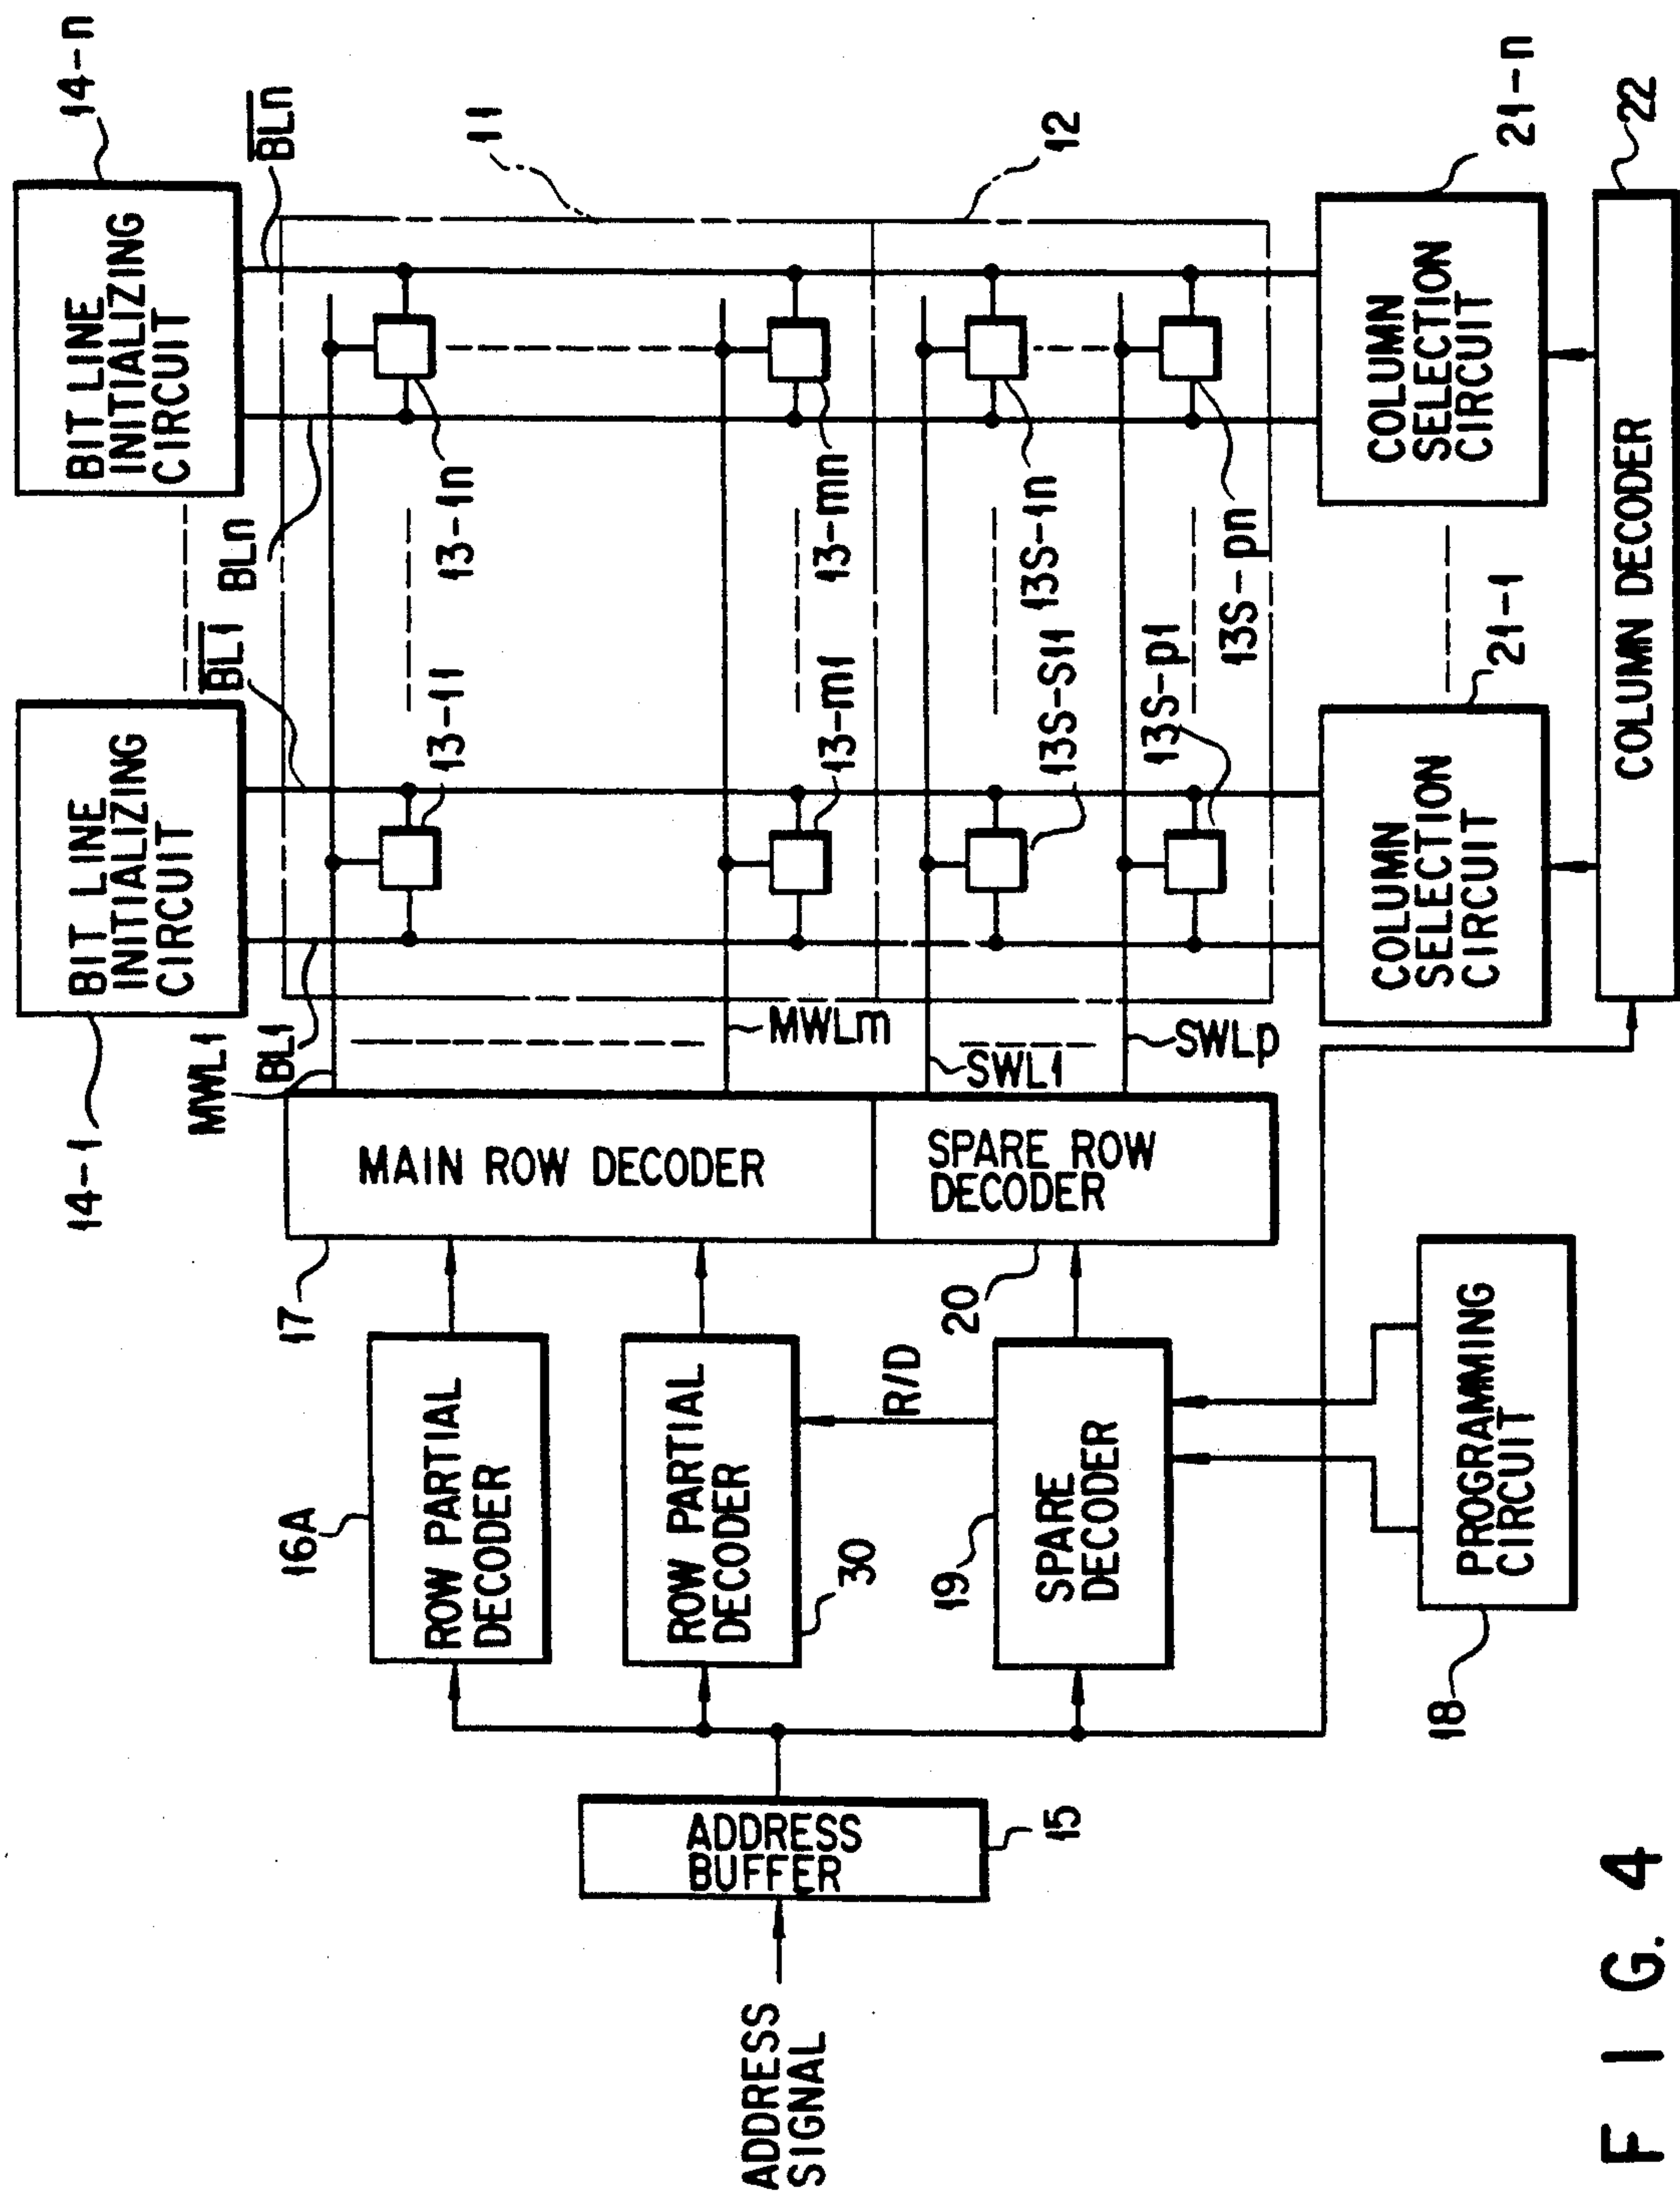 BIT LINE
INITIALIZING
CIRCUIT
14-1
BIT LINE
INITIALIZING
CIRCUIT
14-n
MWL1
BL1
B̅L̅1̅
BLn
B̅L̅n̅
11
12
13-11
13-1n
13-m1
13-mn
13S-S11
13S-1n
13S-p1
13S-pn
MWLm
SWL1
SWLp
MAIN ROW DECODER
17
SPARE ROW
DECODER
20
16A
ROW PARTIAL
DECODER
ROW PARTIAL
DECODER
30
R/D
19
SPARE
DECODER
PROGRAMMING
CIRCUIT
18
ADDRESS
BUFFER
15
ADDRESS
SIGNAL
COLUMN
SELECTION
CIRCUIT
21-1
COLUMN
SELECTION
CIRCUIT
21-n
COLUMN DECODER
22
FIG. 4